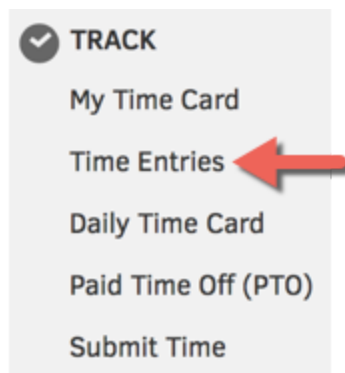 TRACK
My Time Card
Time Entries
Daily Time Card
Paid Time Off (PTO)
Submit Time